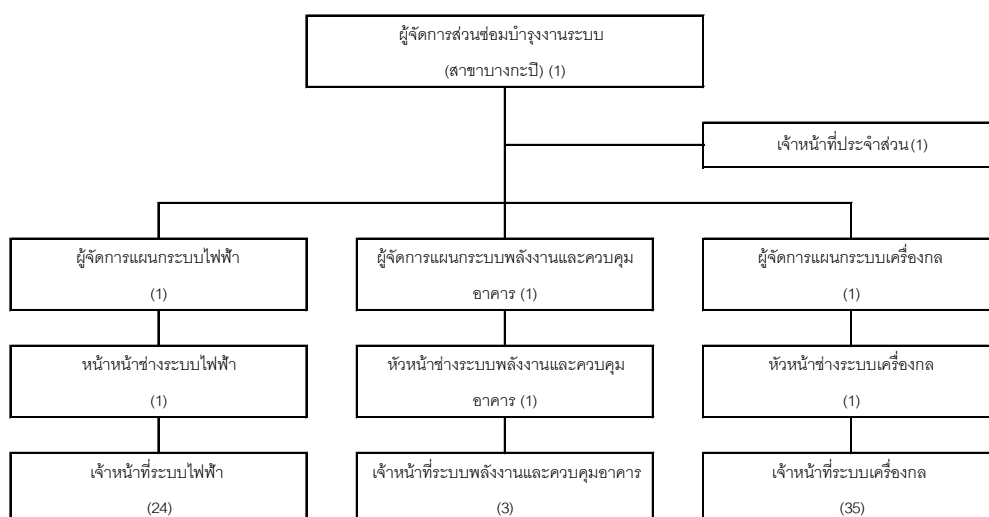 ผู้จัดการส่วนซ่อมบำรุงงานระบบ
(สาขาบางกะปิ) (1)
เจ้าหน้าที่ประจำส่วน (1)
ผู้จัดการแผนกระบบไฟฟ้า
(1)
ผู้จัดการแผนกระบบพลังงานและควบคุม
อาคาร (1)
ผู้จัดการแผนกระบบเครื่องกล
(1)
หน้าหน้าช่างระบบไฟฟ้า
(1)
หัวหน้าช่างระบบพลังงานและควบคุม
อาคาร (1)
หัวหน้าช่างระบบเครื่องกล
(1)
เจ้าหน้าที่ระบบไฟฟ้า
(24)
เจ้าหน้าที่ระบบพลังงานและควบคุมอาคาร
(3)
เจ้าหน้าที่ระบบเครื่องกล
(35)